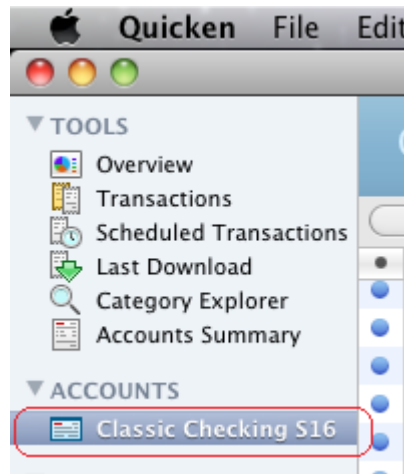 Quicken File Edit
TOOLS
Overview
Transactions
Scheduled Transactions
Last Download
Category Explorer
Accounts Summary
ACCOUNTS
Classic Checking S16